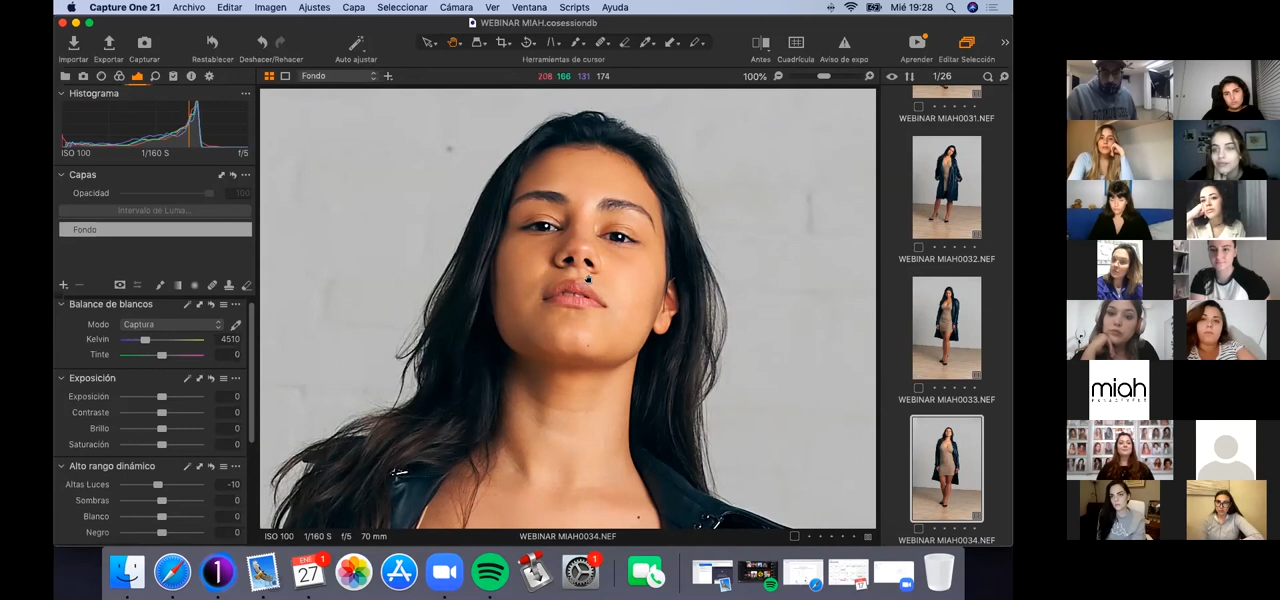 Capture One 21 Archivo Editar Imagen Ajustes Capa Seleccionar Cámara Ver Ventana Scripts Ayuda Mié 19:28
WEBINAR MIAH.cosessiondb
Importar Exportar Capturar Restablecer Deshacer/Rehacer Auto ajustar Herramientas de cursor Antes Cuadrícula Aviso de expo Aprender Editar Selección
Fondo 208 166 131 174 100% 1/26
Histograma
ISO 100 1/160 S f/5
Capas
Opacidad 100
Intervalo de Luma...
Fondo
Balance de blancos
Modo Captura
Kelvin 4510
Tinte 0
Exposición
Exposición 0
Contraste 0
Brillo 0
Saturación 0
Alto rango dinámico
Altas Luces -10
Sombras 0
Blanco 0
Negro 0
ISO 100 1/160 S f/5 70 mm WEBINAR MIAH0034.NEF
WEBINAR MIAH0031.NEF
WEBINAR MIAH0032.NEF
WEBINAR MIAH0033.NEF
WEBINAR MIAH0034.NEF
ENE 1
27
1
miah